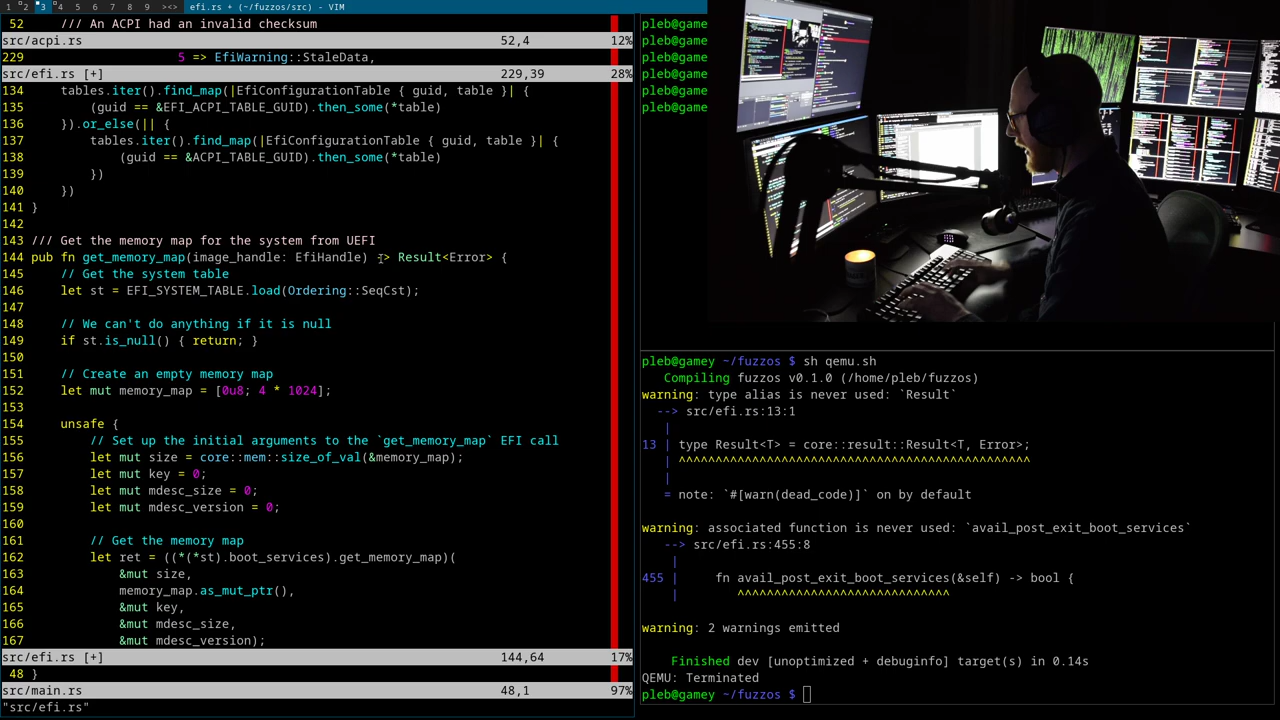 1 2 3 4 5 6 7 8 9 ><> efi.rs + (~/fuzzos/src) - VIM
52     /// An ACPI had an invalid checksum
src/acpi.rs 52,4 12%
229                     5 => EfiWarning::StaleData,
src/efi.rs [+] 229,39 28%
134     tables.iter().find_map(|EfiConfigurationTable { guid, table }| {
135         (guid == &EFI_ACPI_TABLE_GUID).then_some(*table)
136     }).or_else(|| {
137         tables.iter().find_map(|EfiConfigurationTable { guid, table }| {
138             (guid == &ACPI_TABLE_GUID).then_some(*table)
139         })
140     })
141 }
142
143 /// Get the memory map for the system from UEFI
144 pub fn get_memory_map(image_handle: EfiHandle) -> Result<Error> {
145     // Get the system table
146     let st = EFI_SYSTEM_TABLE.load(Ordering::SeqCst);
147
148     // We can't do anything if it is null
149     if st.is_null() { return; }
150
151     // Create an empty memory map
152     let mut memory_map = [0u8; 4 * 1024];
153
154     unsafe {
155         // Set up the initial arguments to the `get_memory_map` EFI call
156         let mut size = core::mem::size_of_val(&memory_map);
157         let mut key = 0;
158         let mut mdesc_size = 0;
159         let mut mdesc_version = 0;
160
161         // Get the memory map
162         let ret = ((*(*st).boot_services).get_memory_map)(
163             &mut size,
164             memory_map.as_mut_ptr(),
165             &mut key,
166             &mut mdesc_size,
167             &mut mdesc_version);
src/efi.rs [+] 144,64 17%
48 }
src/main.rs 48,1 97%
"src/efi.rs"
pleb@game
pleb@game
pleb@game
pleb@game
pleb@game
pleb@game
pleb@gamey ~/fuzzos $ sh qemu.sh
   Compiling fuzzos v0.1.0 (/home/pleb/fuzzos)
warning: type alias is never used: `Result`
  --> src/efi.rs:13:1
   |
13 | type Result<T> = core::result::Result<T, Error>;
   | ^^^^^^^^^^^^^^^^^^^^^^^^^^^^^^^^^^^^^^^^^^^^^^^^
   |
   = note: `#[warn(dead_code)]` on by default
warning: associated function is never used: `avail_post_exit_boot_services`
   --> src/efi.rs:455:8
    |
455 |     fn avail_post_exit_boot_services(&self) -> bool {
    |        ^^^^^^^^^^^^^^^^^^^^^^^^^^^^^
warning: 2 warnings emitted
    Finished dev [unoptimized + debuginfo] target(s) in 0.14s
QEMU: Terminated
pleb@gamey ~/fuzzos $